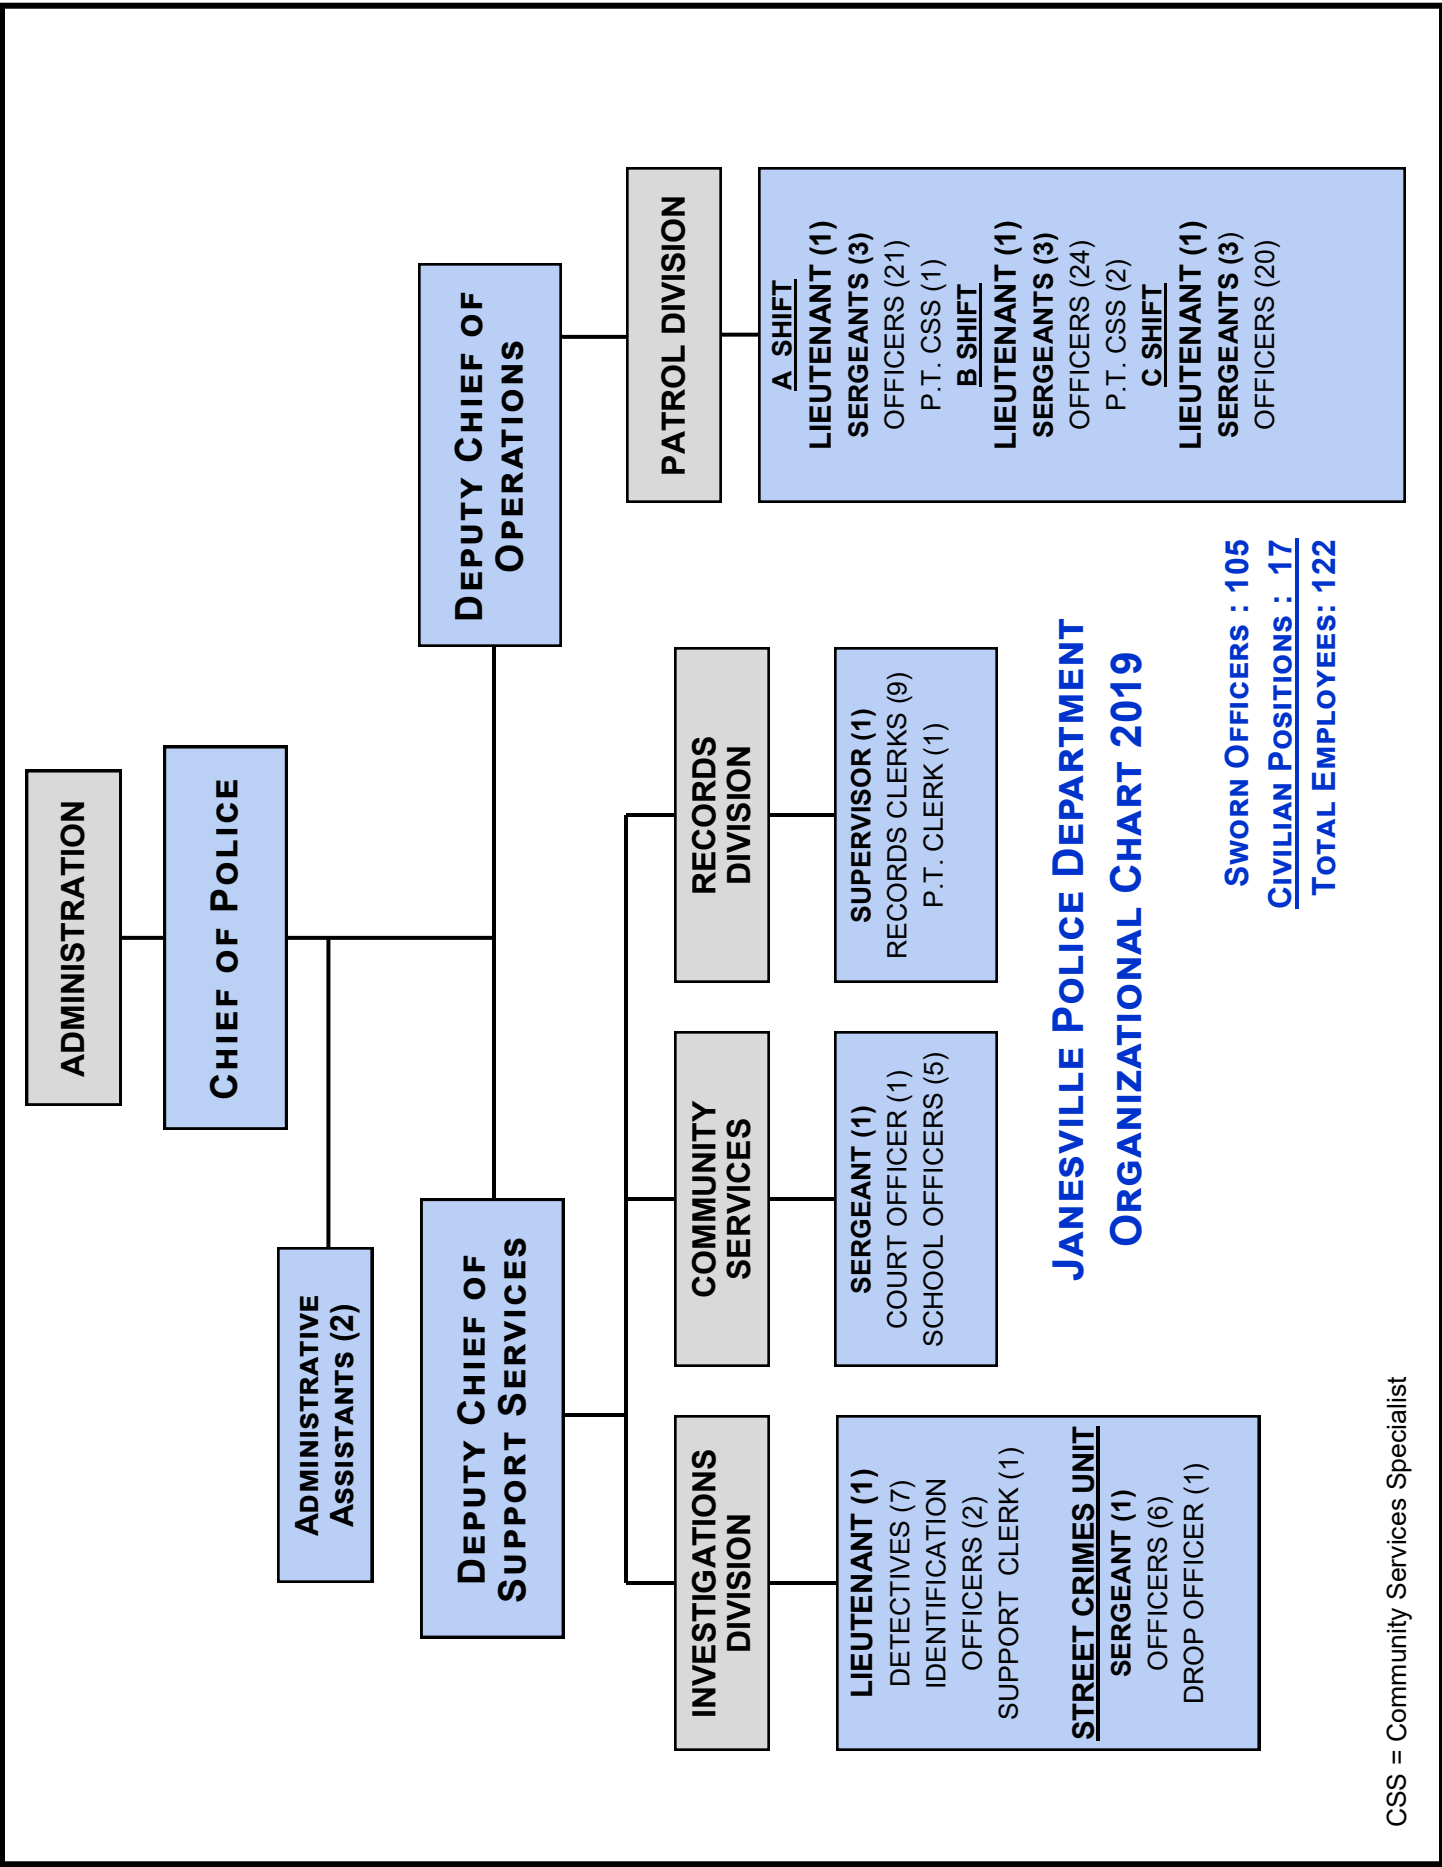 ADMINISTRATION
CHIEF OF POLICE
ADMINISTRATIVE
ASSISTANTS (2)
DEPUTY CHIEF OF
SUPPORT SERVICES
DEPUTY CHIEF OF
OPERATIONS
INVESTIGATIONS
DIVISION
LIEUTENANT (1)
DETECTIVES (7)
IDENTIFICATION
OFFICERS (2)
SUPPORT CLERK (1)
STREET CRIMES UNIT
SERGEANT (1)
OFFICERS (6)
DROP OFFICER (1)
COMMUNITY
SERVICES
SERGEANT (1)
COURT OFFICER (1)
SCHOOL OFFICERS (5)
RECORDS
DIVISION
SUPERVISOR (1)
RECORDS CLERKS (9)
P.T. CLERK (1)
PATROL DIVISION
A SHIFT
LIEUTENANT (1)
SERGEANTS (3)
OFFICERS (21)
P.T. CSS (1)
B SHIFT
LIEUTENANT (1)
SERGEANTS (3)
OFFICERS (24)
P.T. CSS (2)
C SHIFT
LIEUTENANT (1)
SERGEANTS (3)
OFFICERS (20)
JANESVILLE POLICE DEPARTMENT
ORGANIZATIONAL CHART 2019
SWORN OFFICERS : 105
CIVILIAN POSITIONS : 17
TOTAL EMPLOYEES: 122
CSS = Community Services Specialist